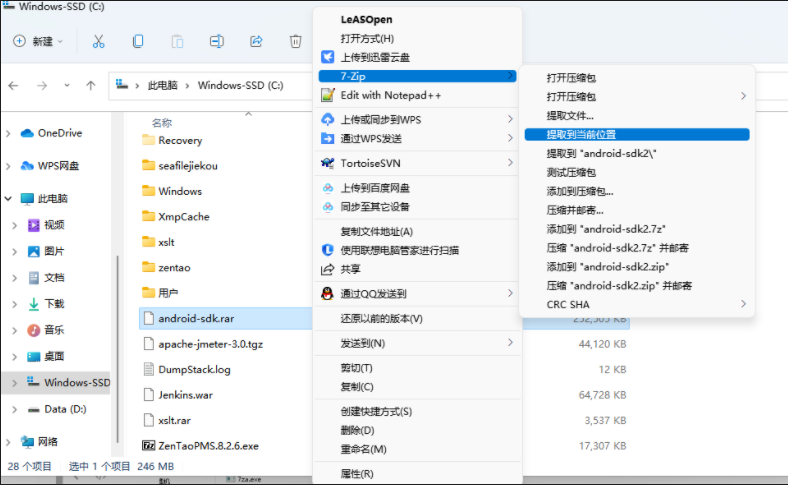 Windows-SSD (C:)
新建
此电脑 Windows-SSD (C:)
OneDrive
WPS网盘
此电脑
视频
图片
文档
下载
音乐
桌面
Windows-SSD
Data (D:)
网络
名称
Recovery
seafilejiekou
Windows
XmpCache
xslt
zentao
用户
android-sdk.rar
apache-jmeter-3.0.tgz 44,120 KB
DumpStack.log 12 KB
Jenkins.war 64,728 KB
xslt.rar 3,537 KB
ZenTaoPMS.8.2.6.exe 17,307 KB
28 个项目 选中 1 个项目 246 MB
7za.exe
LeASOpen
打开方式(H)
上传到迅雷云盘
7-Zip
Edit with Notepad++
上传或同步到WPS
通过WPS发送
TortoiseSVN
上传到百度网盘
同步至其它设备
复制文件地址(A)
使用联想电脑管家进行扫描
共享
通过QQ发送到
还原以前的版本(V)
发送到(N)
剪切(T)
复制(C)
创建快捷方式(S)
删除(D)
重命名(M)
属性(R)
打开压缩包
打开压缩包
提取文件...
提取到当前位置
提取到 "android-sdk2\"
测试压缩包
添加到压缩包...
压缩并邮寄...
添加到 "android-sdk2.7z"
压缩 "android-sdk2.7z" 并邮寄
添加到 "android-sdk2.zip"
压缩 "android-sdk2.zip" 并邮寄
CRC SHA